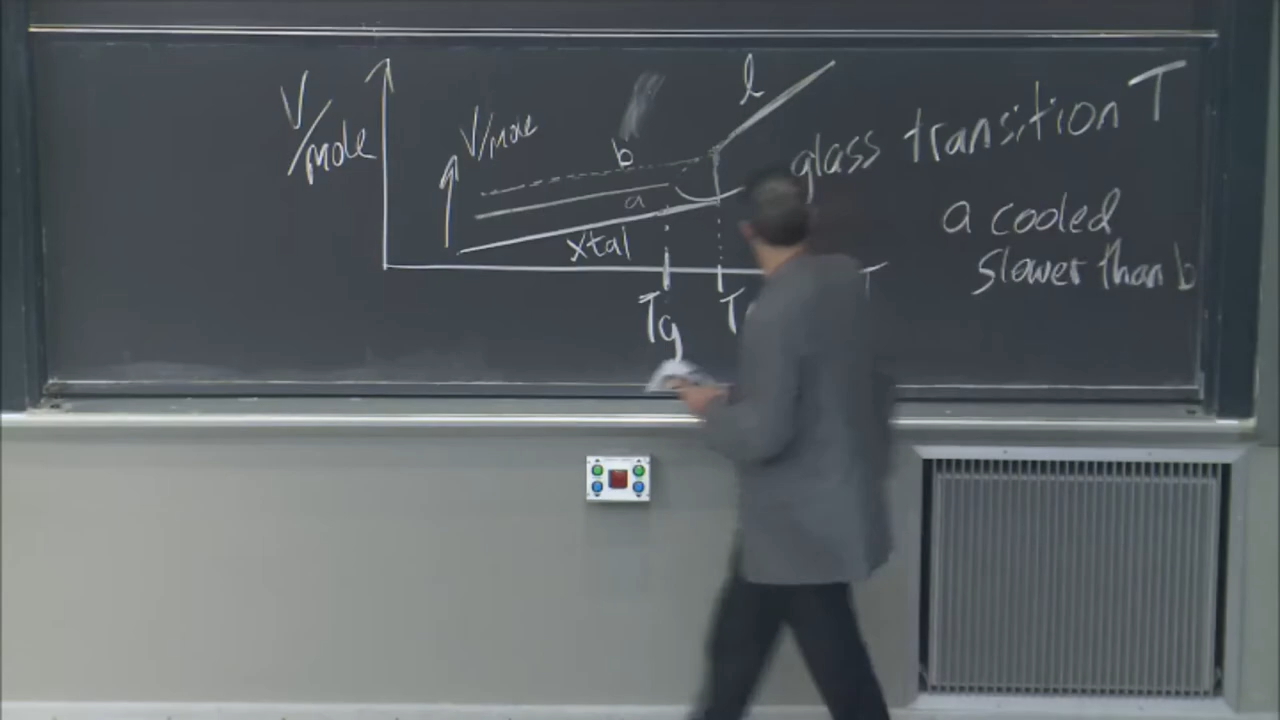 V/mole
V/mole
l
b
a
xtal
glass transition T
a cooled
slower than b
Tg
T
T